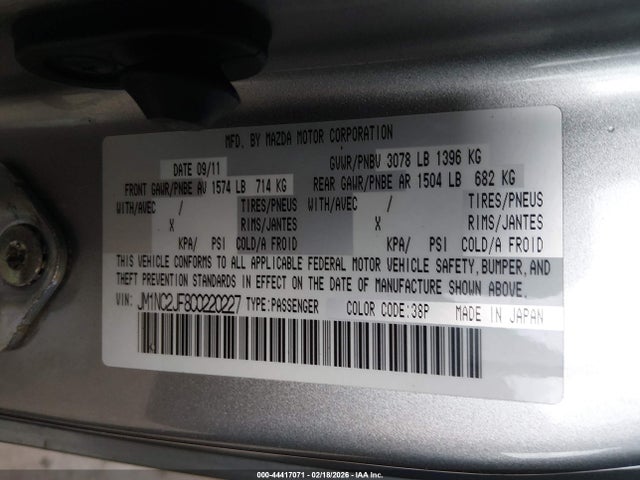 MFD. BY MAZDA MOTOR CORPORATION
DATE 09/11 GVWR/PNBV 3078 LB 1396 KG
FRONT GAWR/PNBE AV 1574 LB 714 KG REAR GAWR/PNBE AR 1504 LB 682 KG
WITH/AVEC / TIRES/PNEUS WITH/AVEC / TIRES/PNEUS
X RIMS/JANTES X RIMS/JANTES
KPA/ PSI COLD/A FROID KPA/ PSI COLD/A FROID
THIS VEHICLE CONFORMS TO ALL APPLICABLE FEDERAL MOTOR VEHICLE SAFETY, BUMPER, AND
THEFT PREVENTION STANDARDS IN EFFECT ON THE DATE OF MANUFACTURE SHOWN ABOVE.
VIN: JM1NC2JF8C0220227 TYPE:PASSENGER COLOR CODE:38P MADE IN JAPAN
000-44417071 - 02/18/2026 - IAA Inc.